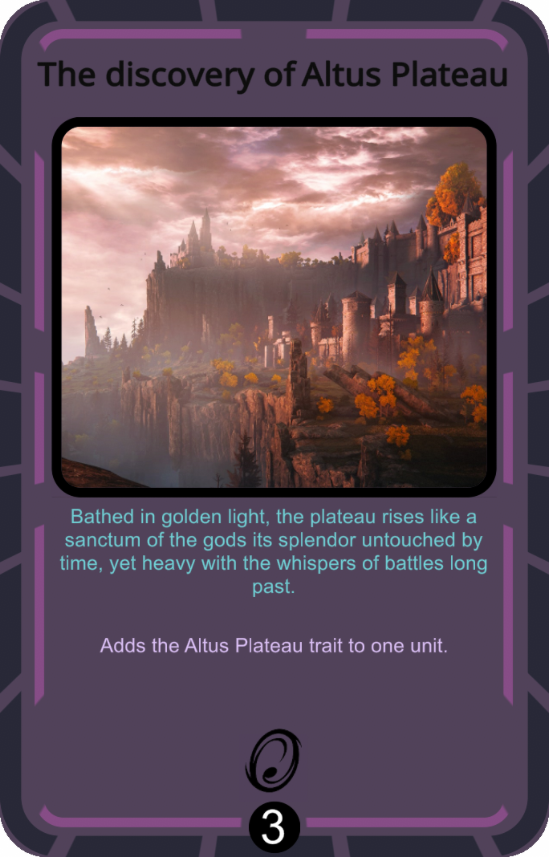 The discovery of Altus Plateau
Bathed in golden light, the plateau rises like a
sanctum of the gods its splendor untouched by
time, yet heavy with the whispers of battles long
past.
Adds the Altus Plateau trait to one unit.
3